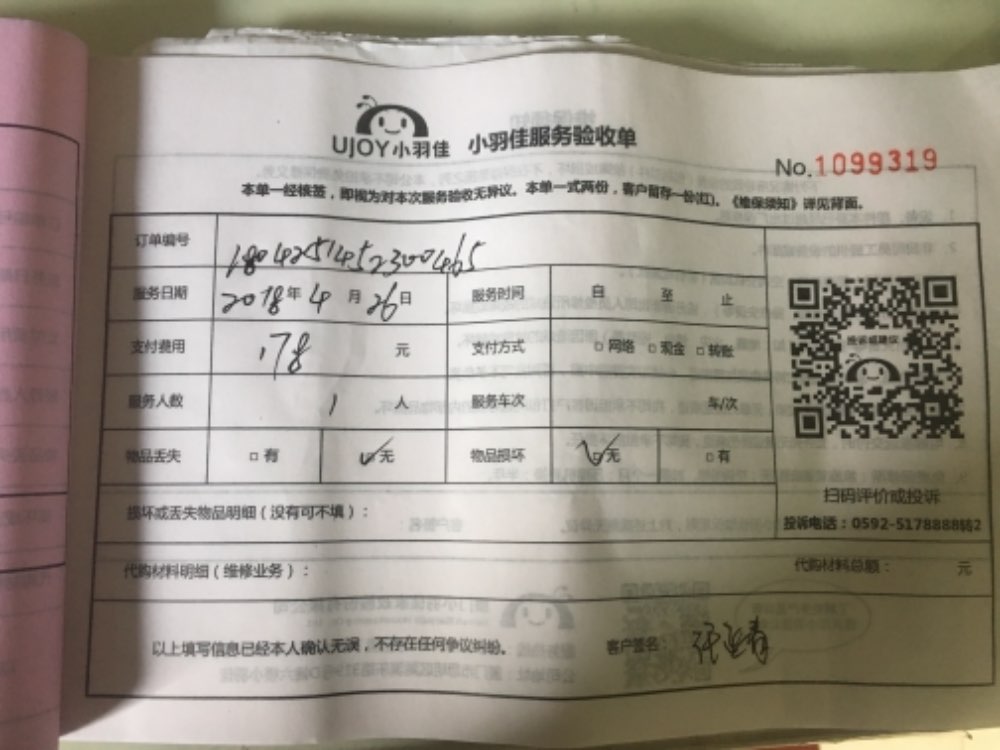 UJOY小羽佳 小羽佳服务验收单
No.1099319
本单一经核签，即视为对本次服务验收无异议。本单一式两份，客户留存一份(红)。《维保须知》详见背面。
订单编号 1804251452300465
服务日期 2018年4月26日 服务时间 自 至 止
支付费用 178 元 支付方式 □网络 □现金 □转账
服务人数 1 人 服务车次 车/次
物品丢失 □有 ☑无 物品损坏 ☑无 □有
损坏或丢失物品明细（没有可不填）：
扫码评价或投诉
投诉电话：0592-5178888转2
代购材料明细（维修业务）： 代购材料总额： 元
以上填写信息已经本人确认无误，不存在任何争议纠纷。 客户签名：